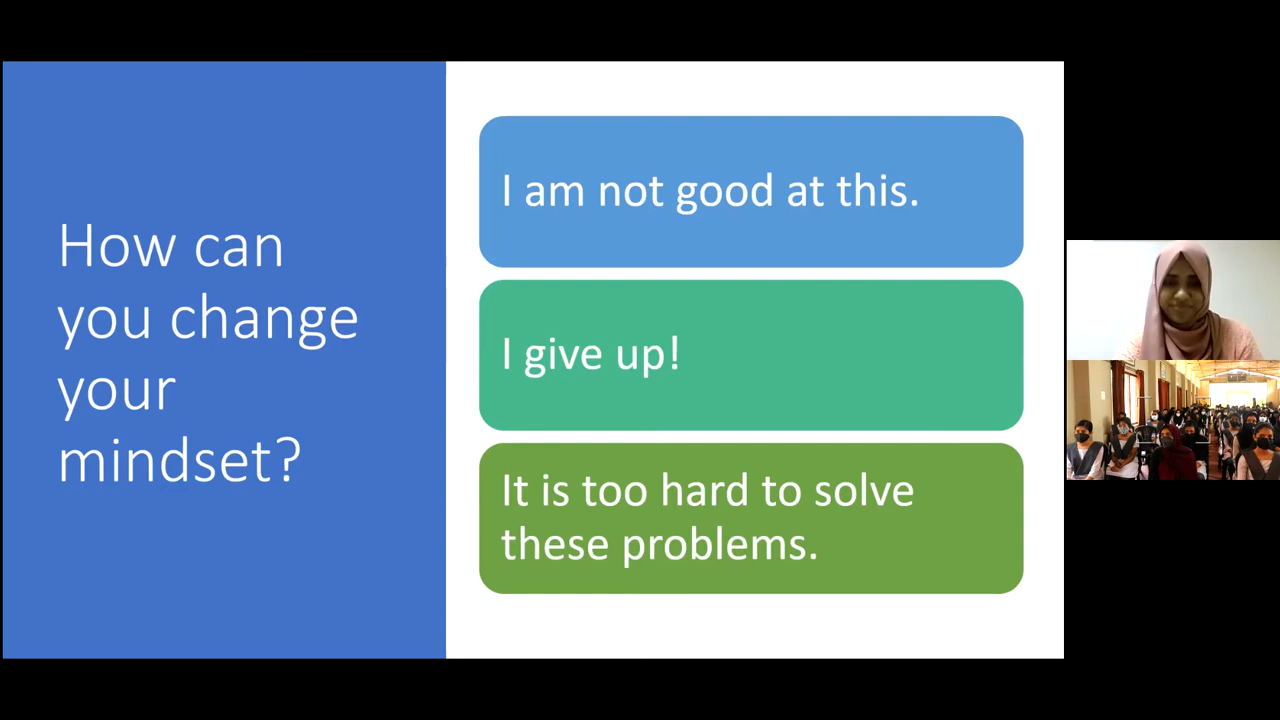 How can
you change
your
mindset?
I am not good at this.
I give up!
It is too hard to solve
these problems.